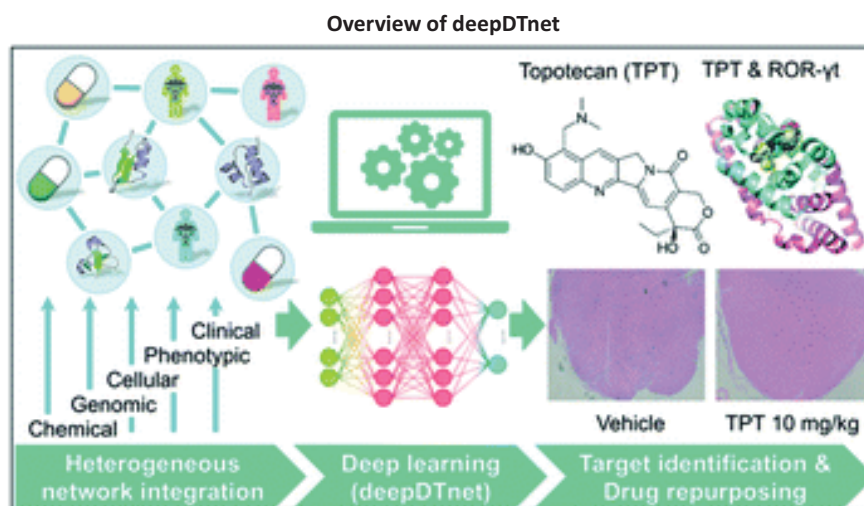 Overview of deepDTnet
Topotecan (TPT)
TPT & ROR-γt
N
HO
N
N
O
O
HO
O
Clinical
Phenotypic
Cellular
Genomic
Chemical
Vehicle
TPT 10 mg/kg
Heterogeneous
network integration
Deep learning
(deepDTnet)
Target identification &
Drug repurposing